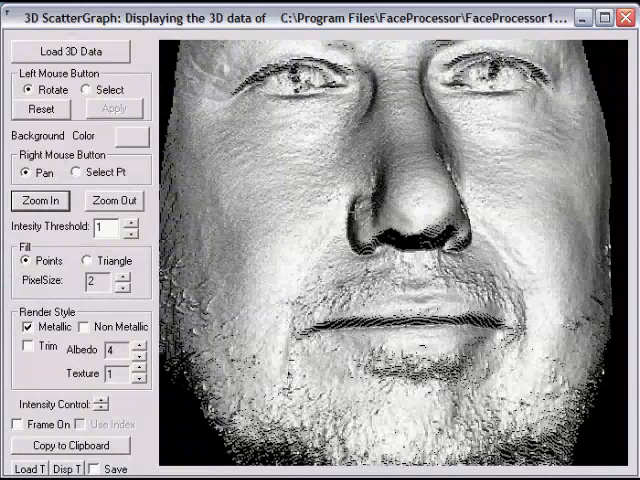 3D ScatterGraph: Displaying the 3D data of C:\Program Files\FaceProcessor\FaceProcessor1...
Load 3D Data
Left Mouse Button
Rotate Select
Reset Apply
Background Color
Right Mouse Button
Pan Select Pt
Zoom In Zoom Out
Intesity Threshold: 1
Fill
Points Triangle
PixelSize: 2
Render Style
Metallic Non Metallic
Trim Albedo 4
Texture 1
Intensity Control:
Frame On Use Index
Copy to Clipboard
Load T Disp T Save